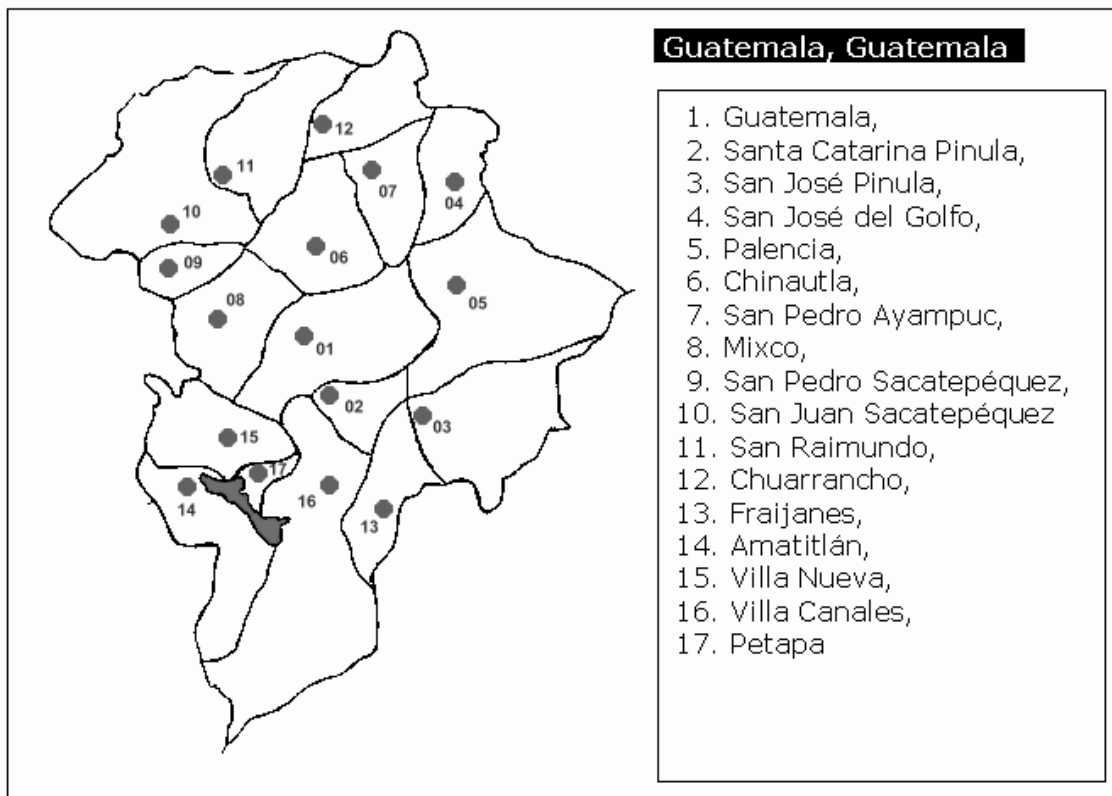 Guatemala, Guatemala
1. Guatemala,
2. Santa Catarina Pinula,
3. San José Pinula,
4. San José del Golfo,
5. Palencia,
6. Chinautla,
7. San Pedro Ayampuc,
8. Mixco,
9. San Pedro Sacatepéquez,
10. San Juan Sacatepéquez
11. San Raimundo,
12. Chuarrancho,
13. Fraijanes,
14. Amatitlán,
15. Villa Nueva,
16. Villa Canales,
17. Petapa
12
11
07
04
10
06
09
05
08
01
02
03
15
17
16
14
13